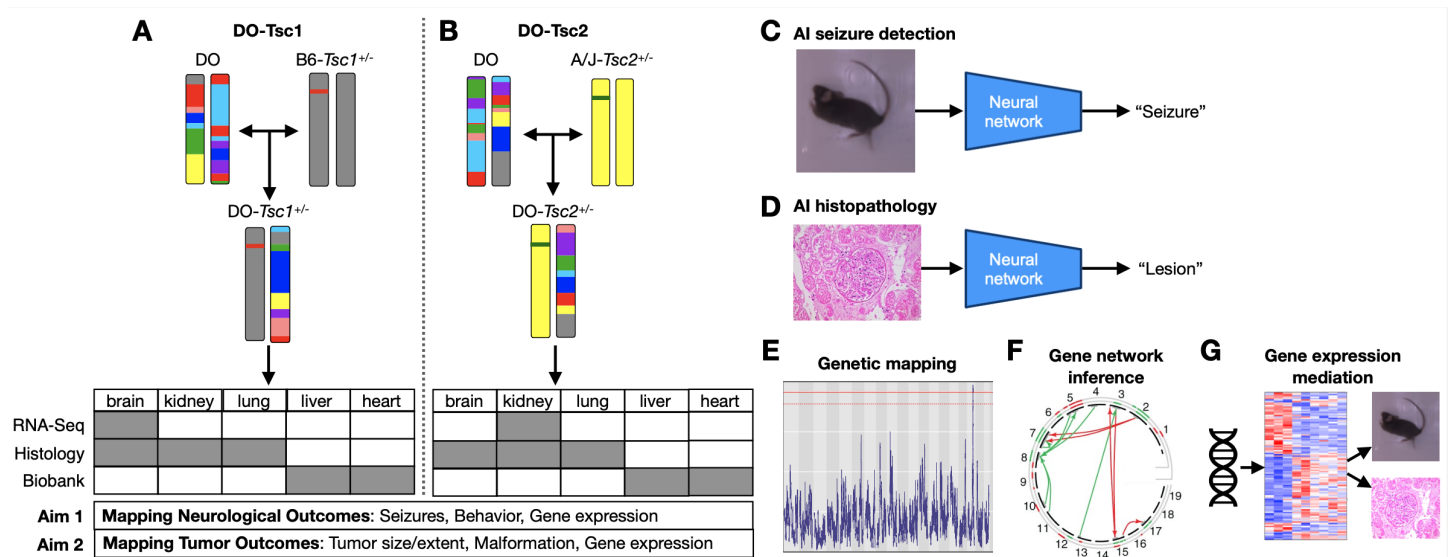 A
DO-Tsc1
DO
B6-Tsc1+/-
DO-Tsc1+/-
B
DO-Tsc2
DO
A/J-Tsc2+/-
DO-Tsc2+/-
brain kidney lung liver heart
RNA-Seq
Histology
Biobank
brain kidney lung liver heart
Aim 1 Mapping Neurological Outcomes: Seizures, Behavior, Gene expression
Aim 2 Mapping Tumor Outcomes: Tumor size/extent, Malformation, Gene expression
C AI seizure detection
Neural
network
“Seizure”
D AI histopathology
Neural
network
“Lesion”
E
Genetic mapping
F
Gene network
inference
1
2
3
4
5
6
7
8
9
10
11
12
13
14
15
16
17
18
19
G
Gene expression
mediation